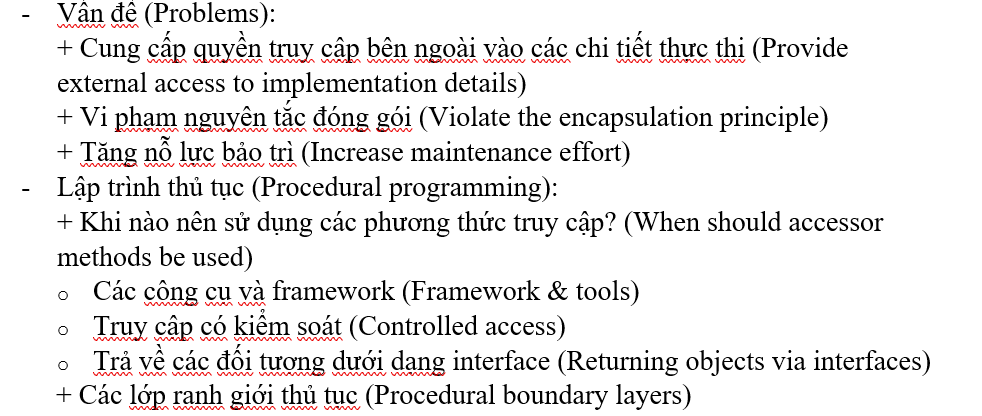 - Vấn đề (Problems):
+ Cung cấp quyền truy cập bên ngoài vào các chi tiết thực thi (Provide
external access to implementation details)
+ Vi phạm nguyên tắc đóng gói (Violate the encapsulation principle)
+ Tăng nỗ lực bảo trì (Increase maintenance effort)
- Lập trình thủ tục (Procedural programming):
+ Khi nào nên sử dụng các phương thức truy cập? (When should accessor
methods be used)
o Các công cụ và framework (Framework & tools)
o Truy cập có kiểm soát (Controlled access)
o Trả về các đối tượng dưới dạng interface (Returning objects via interfaces)
+ Các lớp ranh giới thủ tục (Procedural boundary layers)